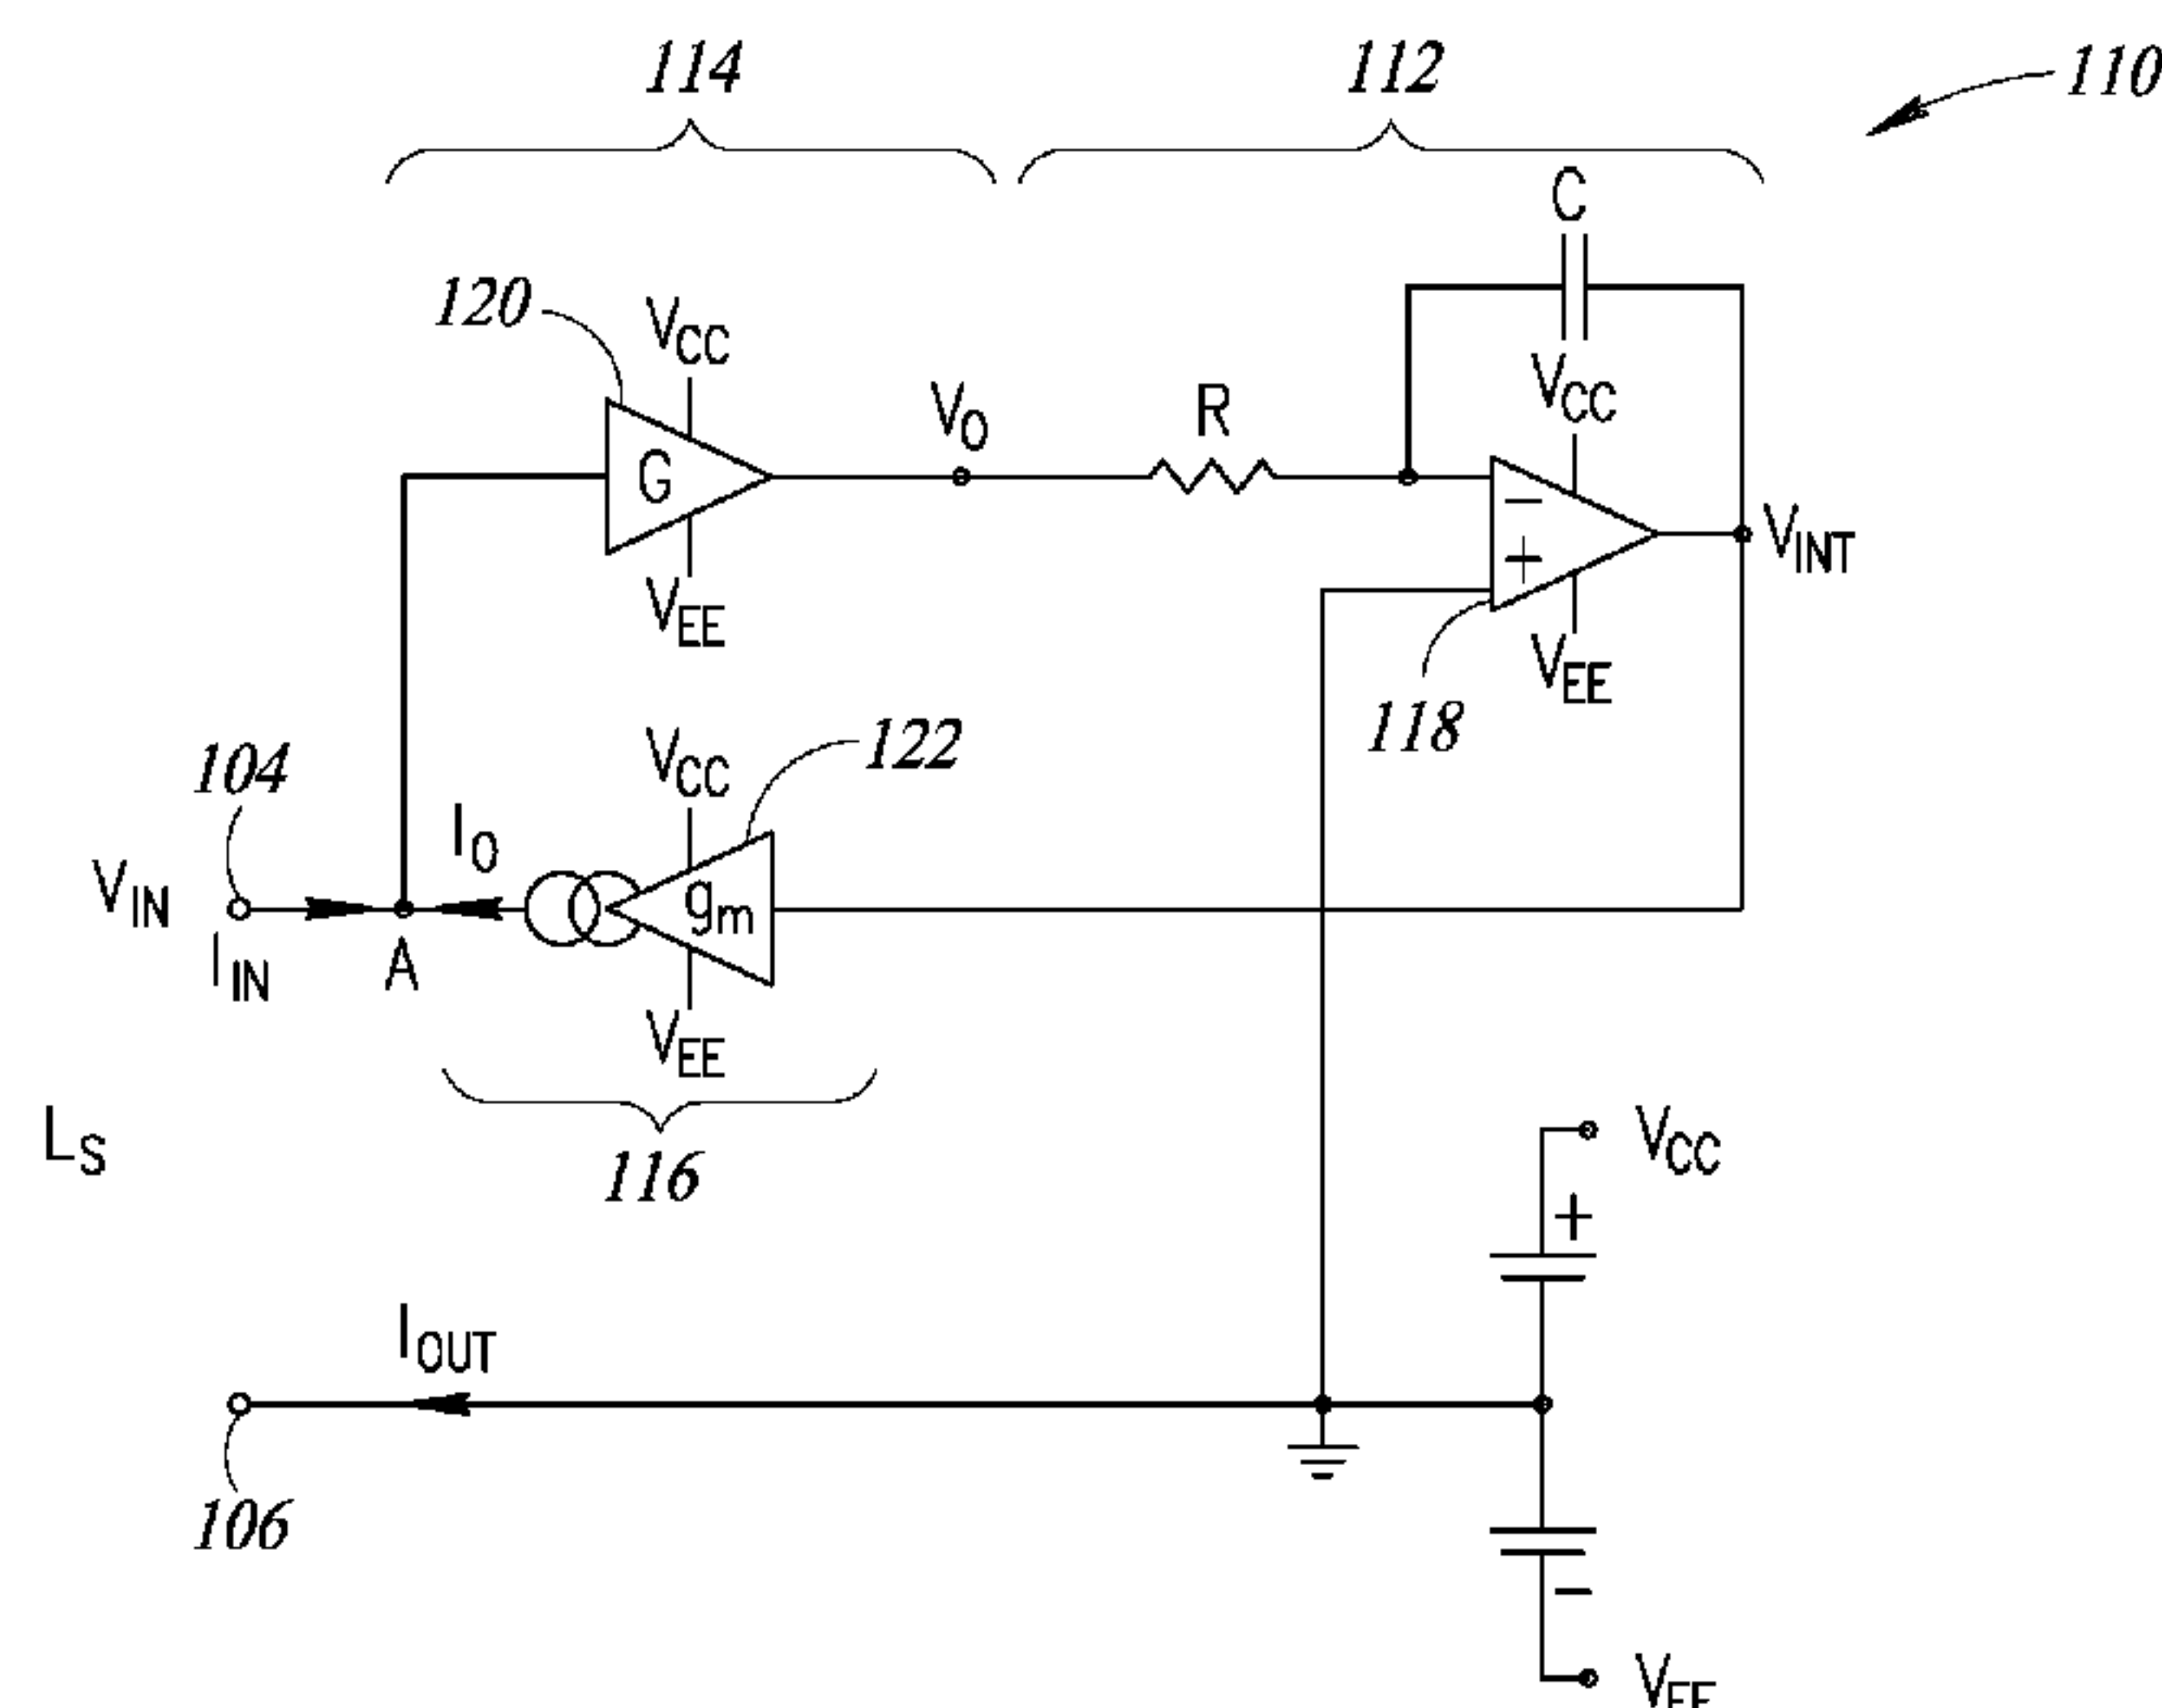 114
112
110
C
120
VCC
VCC
VO
R
G
−
+
VINT
VEE
VEE
118
104
VCC
122
IO
gm
VIN
IIN
A
VEE
LS
116
VCC
+
IOUT
106
−
VEE